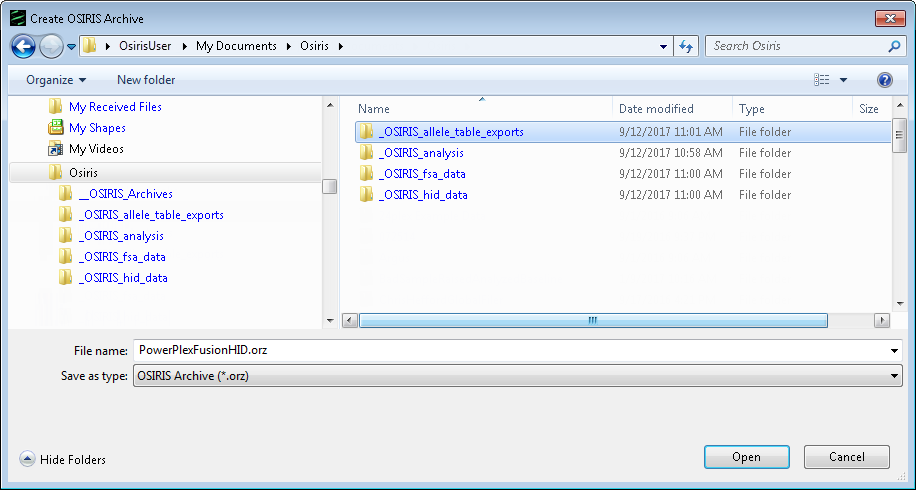 Create OSIRIS Archive
OsirisUser My Documents Osiris Search Osiris
Organize New folder
My Received Files
My Shapes
My Videos
Osiris
__OSIRIS_Archives
_OSIRIS_allele_table_exports
_OSIRIS_analysis
_OSIRIS_fsa_data
_OSIRIS_hid_data
Name Date modified Type Size
_OSIRIS_allele_table_exports 9/12/2017 11:01 AM File folder
_OSIRIS_analysis 9/12/2017 10:58 AM File folder
_OSIRIS_fsa_data 9/12/2017 11:00 AM File folder
_OSIRIS_hid_data 9/12/2017 11:00 AM File folder
File name: PowerPlexFusionHID.orz
Save as type: OSIRIS Archive (*.orz)
Hide Folders Open Cancel